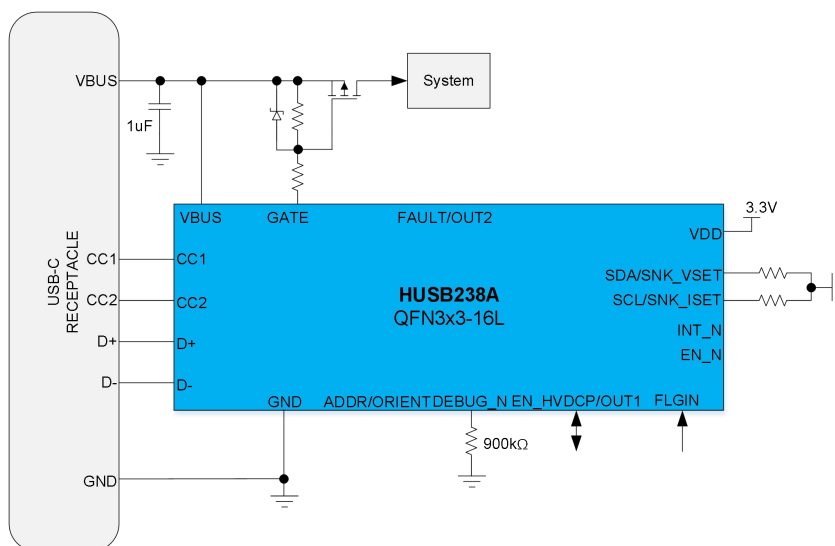 VBUS
System
1uF
VBUS
GATE
FAULT/OUT2
3.3V
VDD
CC1
CC1
SDA/SNK_VSET
USB-C
RECEPTACLE
HUSB238A
CC2
CC2
SCL/SNK_ISET
QFN3x3-16L
INT_N
D+
D+
EN_N
D-
D-
GND
ADDR/ORIENT
DEBUG_N
EN_HVDCP/OUT1
FLGIN
900kΩ
GND